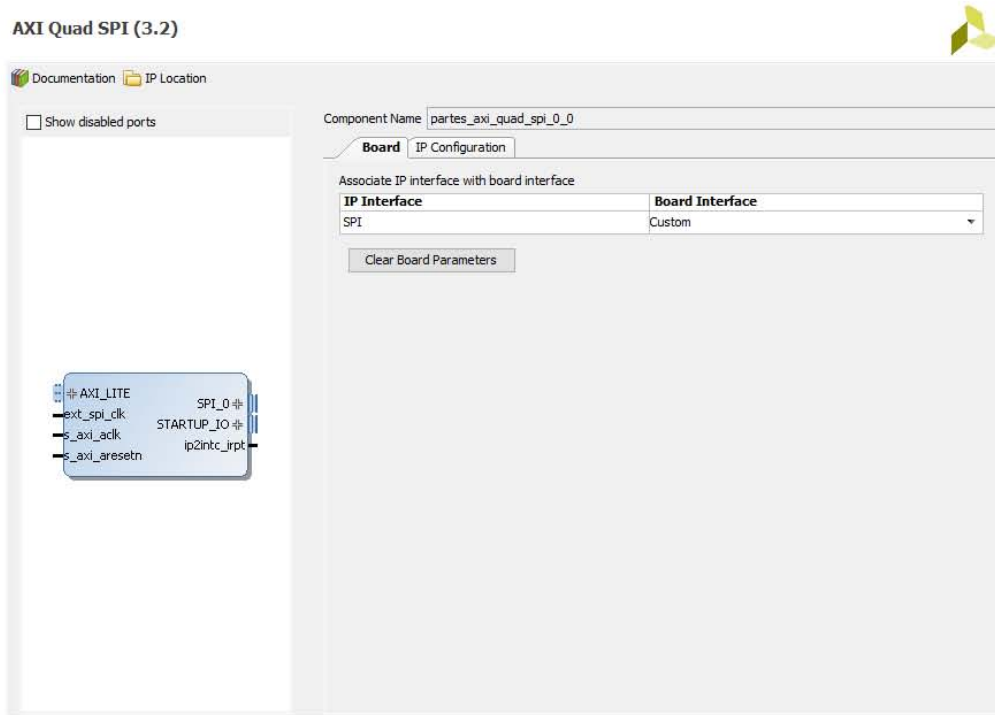 AXI Quad SPI (3.2)
Documentation IP Location
Show disabled ports
AXI_LITE
ext_spi_clk
s_axi_aclk
s_axi_aresetn
SPI_0
STARTUP_IO
ip2intc_irpt
Component Name partes_axi_quad_spi_0_0
Board IP Configuration
Associate IP interface with board interface
IP Interface Board Interface
SPI Custom
Clear Board Parameters